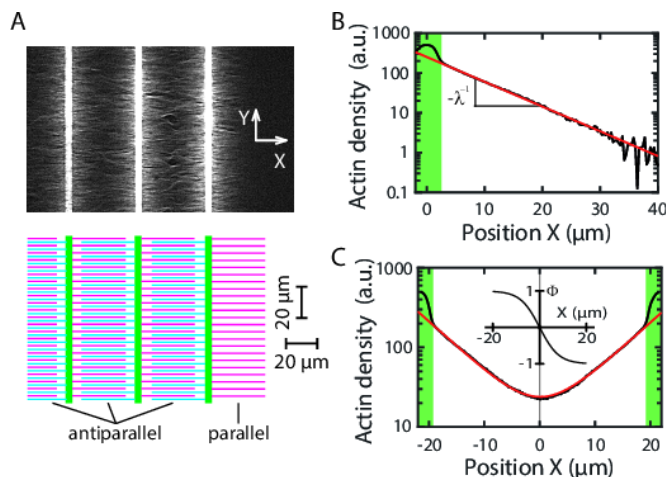 A
Y
X
20 µm
20 µm
antiparallel
parallel
B
Actin density (a.u.)
1000
100
10
1
0.1
-λ⁻¹
0 10 20 30 40
Position X (µm)
C
Actin density (a.u.)
1000
100
10
Φ
1
X (µm)
-20
20
-1
-20 -10 0 10 20
Position X (µm)